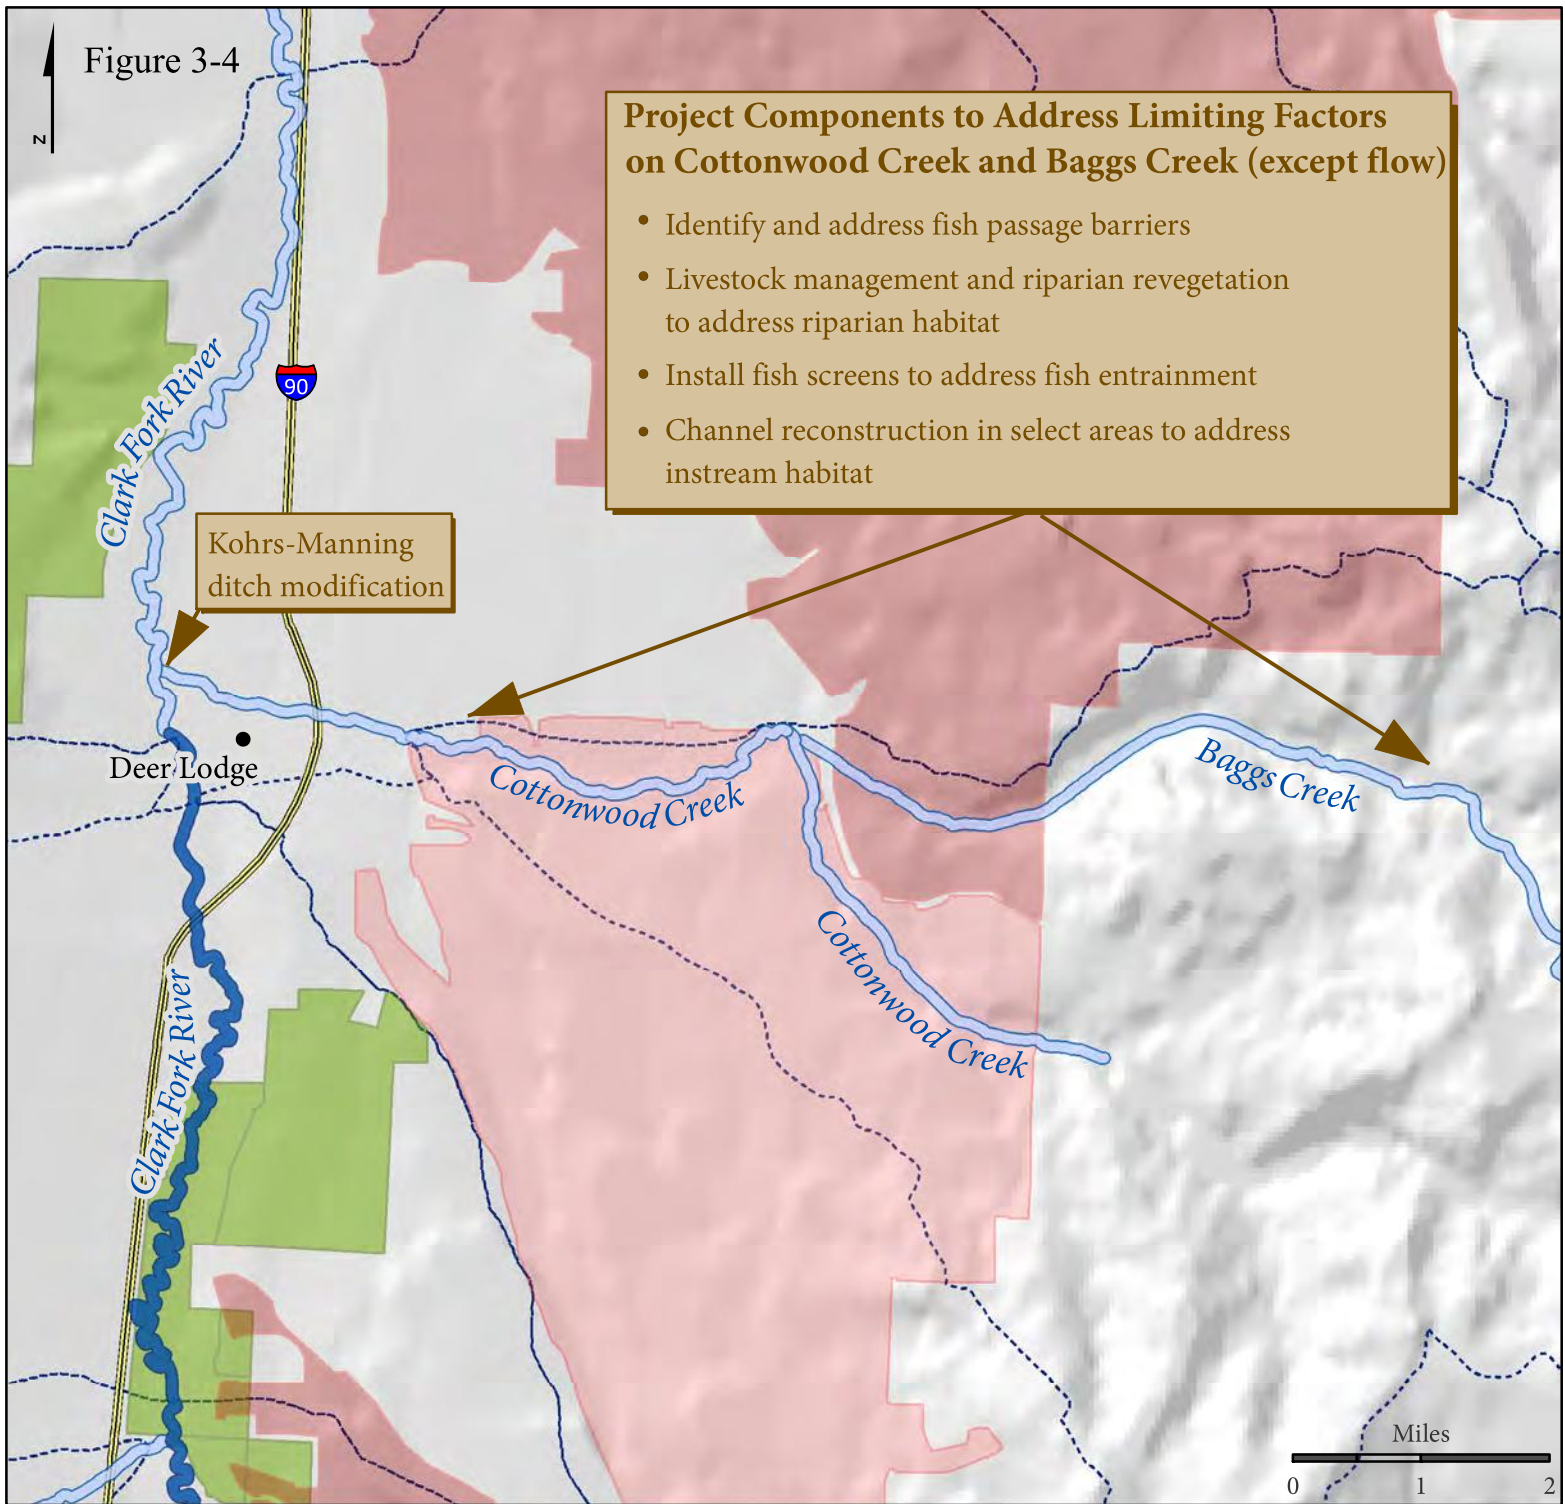 Figure 3-4
N
Project Components to Address Limiting Factors
on Cottonwood Creek and Baggs Creek (except flow)
• Identify and address fish passage barriers
• Livestock management and riparian revegetation
to address riparian habitat
• Install fish screens to address fish entrainment
• Channel reconstruction in select areas to address
instream habitat
90
Clark Fork River
Kohrs-Manning
ditch modification
Deer Lodge
Cottonwood Creek
Baggs Creek
Cottonwood Creek
Clark Fork River
Miles
0 1 2